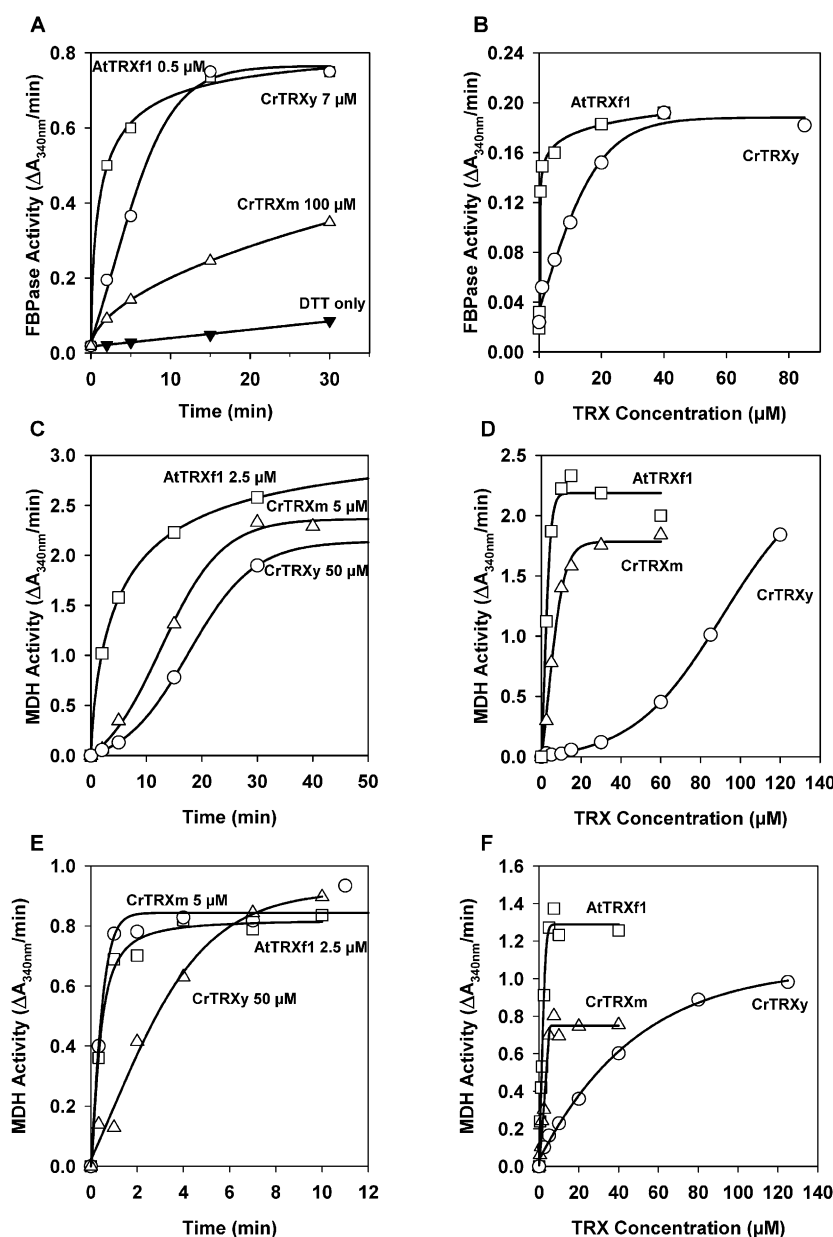 A
FBPase Activity (ΔA340nm/min)
0.8
0.6
0.4
0.2
0.0
AtTRXf1 0.5 µM
CrTRXy 7 µM
CrTRXm 100 µM
DTT only
0 10 20 30
Time (min)
B
FBPase Activity (ΔA340nm/min)
0.24
0.20
0.16
0.12
0.08
0.04
0.00
AtTRXf1
CrTRXy
0 20 40 60 80
TRX Concentration (µM)
C
MDH Activity (ΔA340nm/min)
3.0
2.5
2.0
1.5
1.0
0.5
0.0
AtTRXf1 2.5 µM
CrTRXm 5 µM
CrTRXy 50 µM
0 10 20 30 40 50
Time (min)
D
MDH Activity (ΔA340nm/min)
2.5
2.0
1.5
1.0
0.5
0.0
AtTRXf1
CrTRXm
CrTRXy
0 20 40 60 80 100 120 140
TRX Concentration (µM)
E
MDH Activity (ΔA340nm/min)
1.0
0.8
0.6
0.4
0.2
0.0
CrTRXm 5 µM
AtTRXf1 2.5 µM
CrTRXy 50 µM
0 2 4 6 8 10 12
Time (min)
F
MDH Activity (ΔA340nm/min)
1.6
1.4
1.2
1.0
0.8
0.6
0.4
0.2
0.0
AtTRXf1
CrTRXm
CrTRXy
0 20 40 60 80 100 120 140
TRX Concentration (µM)